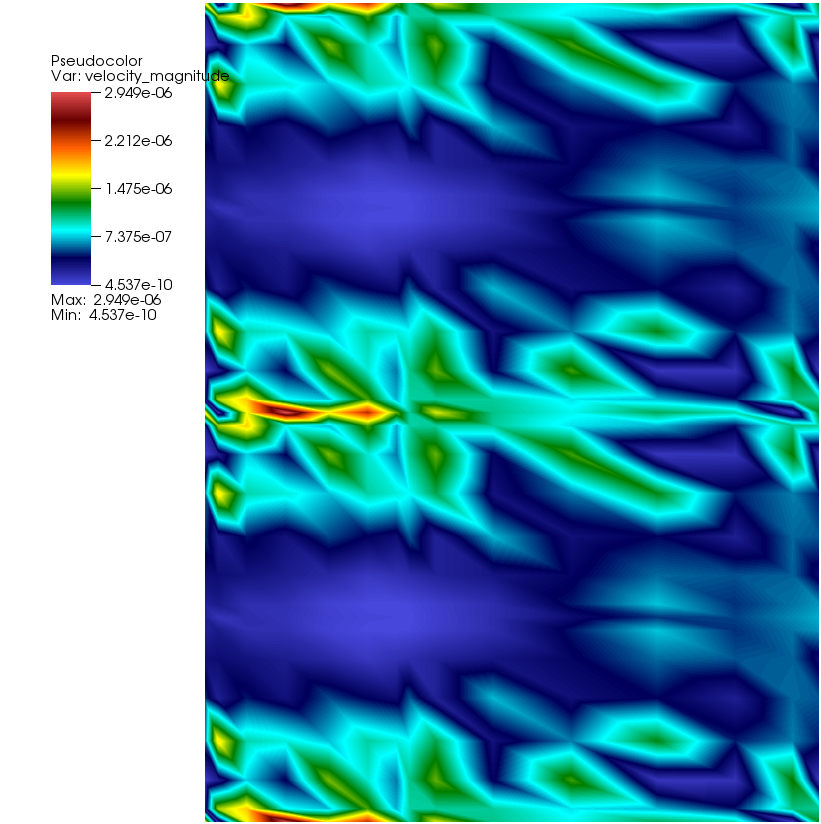 Pseudocolor
Var: velocity_magnitude
2.949e-06
2.212e-06
1.475e-06
7.375e-07
4.537e-10
Max: 2.949e-06
Min: 4.537e-10